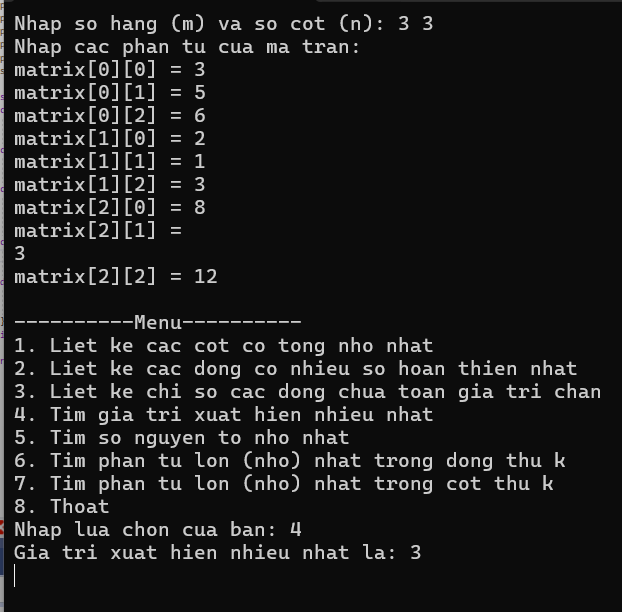 Nhap so hang (m) va so cot (n): 3 3
Nhap cac phan tu cua ma tran:
matrix[0][0] = 3
matrix[0][1] = 5
matrix[0][2] = 6
matrix[1][0] = 2
matrix[1][1] = 1
matrix[1][2] = 3
matrix[2][0] = 8
matrix[2][1] =
3
matrix[2][2] = 12
----------Menu----------
1. Liet ke cac cot co tong nho nhat
2. Liet ke cac dong co nhieu so hoan thien nhat
3. Liet ke chi so cac dong chua toan gia tri chan
4. Tim gia tri xuat hien nhieu nhat
5. Tim so nguyen to nho nhat
6. Tim phan tu lon (nho) nhat trong dong thu k
7. Tim phan tu lon (nho) nhat trong cot thu k
8. Thoat
Nhap lua chon cua ban: 4
Gia tri xuat hien nhieu nhat la: 3